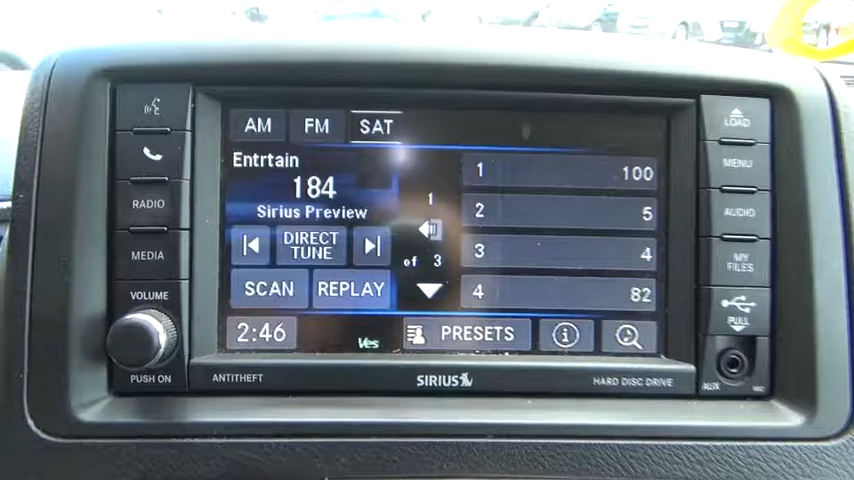 AM FM SAT
Entrtain
184
Sirius Preview
DIRECT
TUNE
SCAN REPLAY
1
of 3
1 100
2 5
3 4
4 82
2:46
Ves
PRESETS
RADIO
MEDIA
VOLUME
PUSH ON
LOAD
MENU
AUDIO
MY
FILES
PULL
AUX
ANTITHEFT
SIRIUS
HARD DISC DRIVE